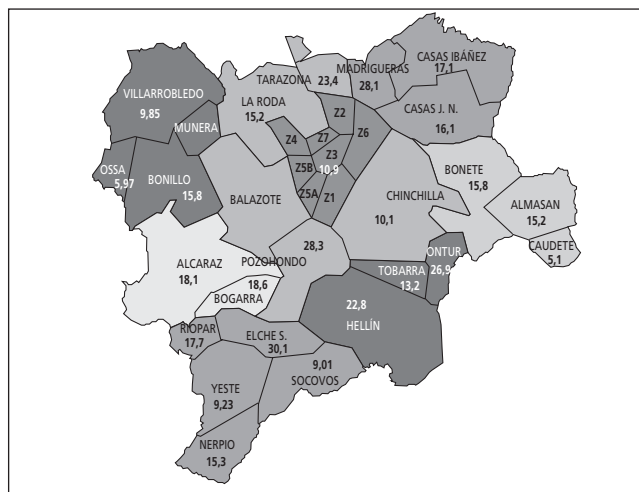 CASAS IBÁÑEZ
17,1
MADRIGUERAS
28,1
TARAZONA
23,4
VILLARROBLEDO
9,85
LA RODA
15,2
CASAS J. N.
16,1
MUNERA
Z2
Z6
Z4
Z7
Z3
10,9
Z5B
Z5A
Z1
OSSA
5,97
BONILLO
15,8
BONETE
15,8
BALAZOTE
CHINCHILLA
10,1
ALMASAN
15,2
CAUDETE
5,1
28,3
POZOHONDO
ONTUR
26,9
ALCARAZ
18,1
TOBARRA
13,2
18,6
BOGARRA
22,8
HELLÍN
RIOPAR
17,7
ELCHE S.
30,1
9,01
SOCOVOS
YESTE
9,23
NERPIO
15,3